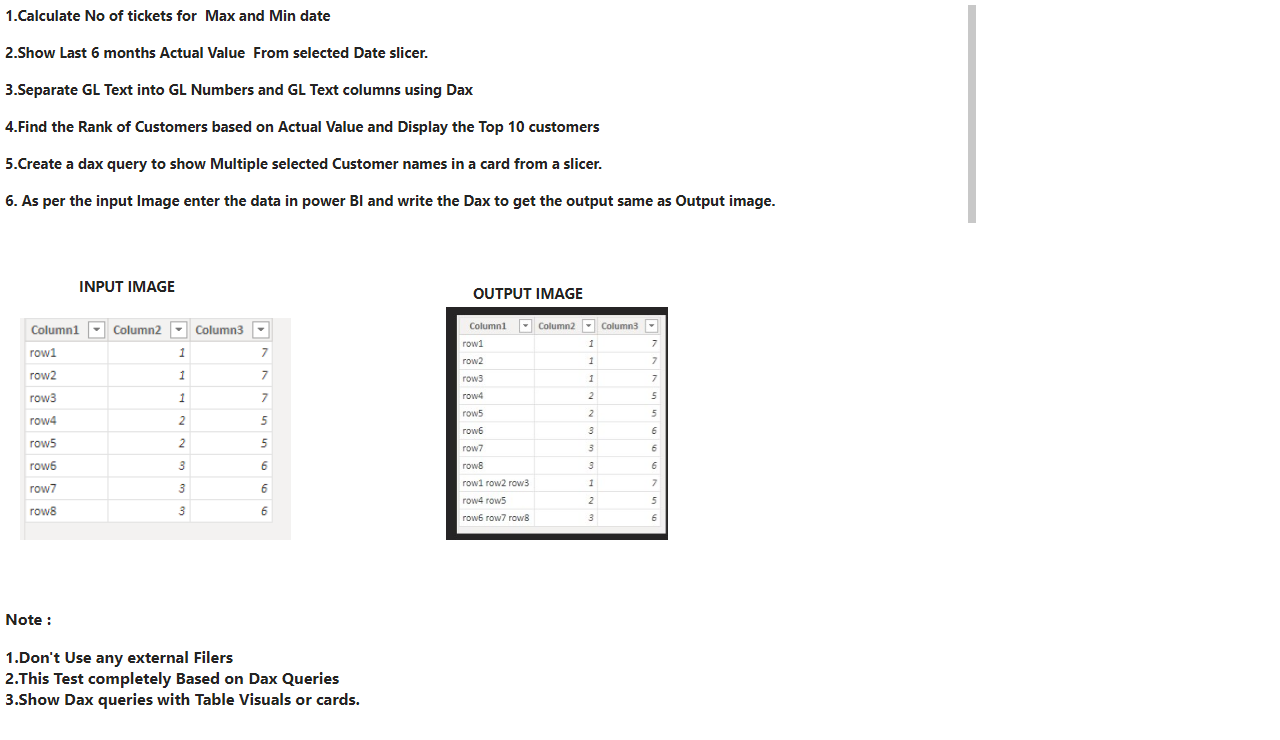 1.Calculate No of tickets for  Max and Min date
2.Show Last 6 months Actual Value  From selected Date slicer.
3.Separate GL Text into GL Numbers and GL Text columns using Dax
4.Find the Rank of Customers based on Actual Value and Display the Top 10 customers
5.Create a dax query to show Multiple selected Customer names in a card from a slicer.
6. As per the input Image enter the data in power BI and write the Dax to get the output same as Output image.
INPUT IMAGE
Column1 Column2 Column3
row1 1 7
row2 1 7
row3 1 7
row4 2 5
row5 2 5
row6 3 6
row7 3 6
row8 3 6
OUTPUT IMAGE
Column1 Column2 Column3
row1 1 7
row2 1 7
row3 1 7
row4 2 5
row5 2 5
row6 3 6
row7 3 6
row8 3 6
row1 row2 row3 1 7
row4 row5 2 5
row6 row7 row8 3 6
Note :
1.Don't Use any external Filers
2.This Test completely Based on Dax Queries
3.Show Dax queries with Table Visuals or cards.